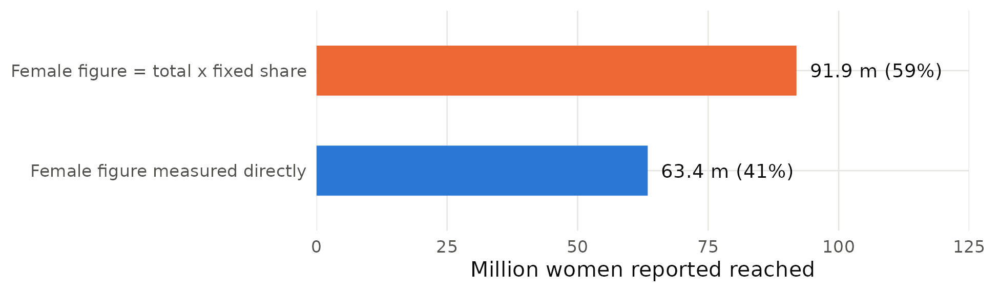 Female figure = total x fixed share
91.9 m (59%)
Female figure measured directly
63.4 m (41%)
0 25 50 75 100 125
Million women reported reached